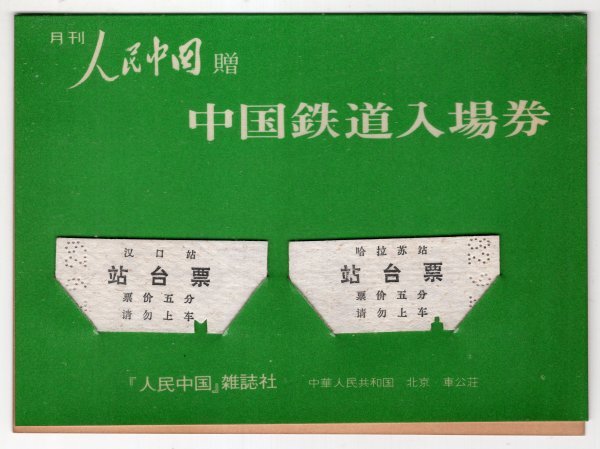 月刊 人民中国 贈
中国鉄道入場券
汉口站
站台票
票价五分
请勿上车
哈拉苏站
站台票
票价五分
请勿上车
『人民中国』雑誌社 中華人民共和国 北京 車公荘